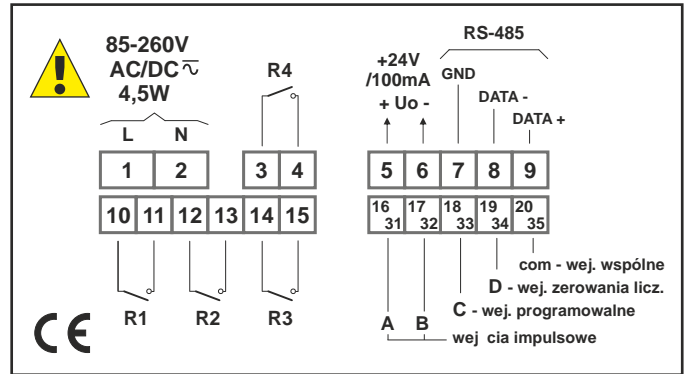 85-260V
AC/DC
4,5W
L N
R4
RS-485
+24V
/100mA
+ Uo -
GND
DATA -
DATA +
1 2 3 4 5 6 7 8 9
10 11 12 13 14 15
16 31 17 32 18 33 19 34 20 35
R1 R2 R3
A B
com - wej. wspólne
D - wej. zerowania licz.
C - wej. programowalne
wej cia impulsowe
CE